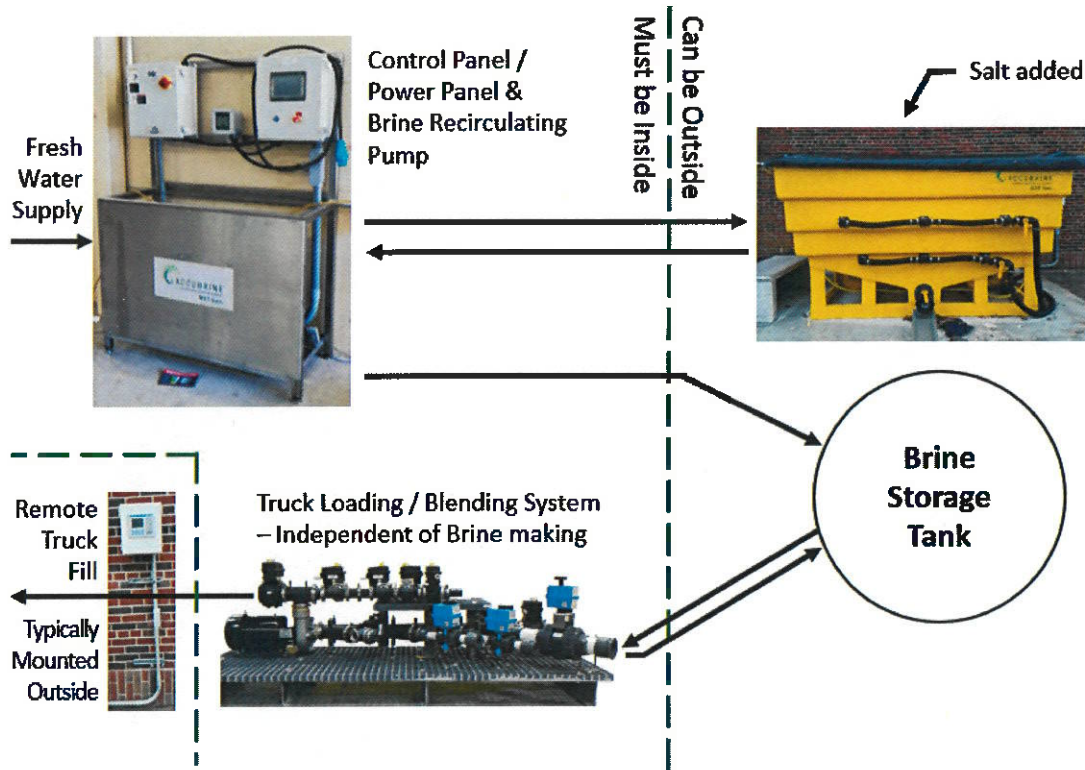 Control Panel /
Power Panel &
Brine Recirculating
Pump
Must be Inside
Can be Outside
Salt added
Fresh
Water
Supply
ACCUBRINE
ACCUBRINE
Brine
Storage
Tank
Remote
Truck
Fill
Typically
Mounted
Outside
Truck Loading / Blending System
– Independent of Brine making